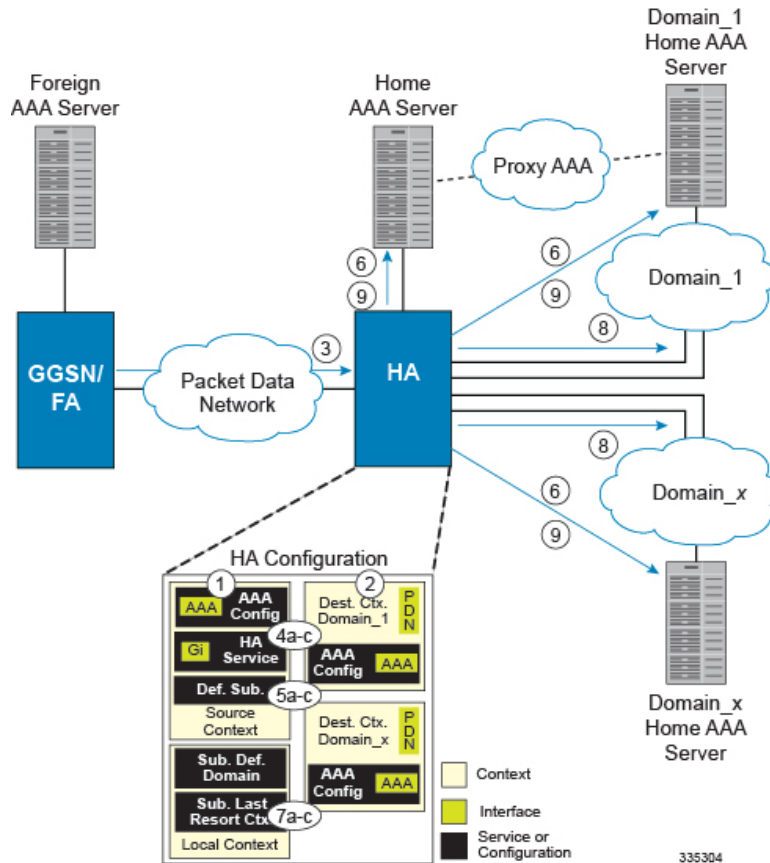 Domain_1
Home AAA
Server
Foreign
AAA Server
Home
AAA Server
Proxy AAA
6
9
6
9
Domain_1
8
3
GGSN/
FA
Packet Data
Network
HA
8
Domain_x
6
9
HA Configuration
1
2
AAA
AAA
Config
Dest. Ctx.
Domain_1
PDN
4a-c
Gi
HA
Service
AAA
Config
AAA
Def. Sub.
5a-c
Source
Context
Dest. Ctx.
Domain_x
PDN
Sub. Def.
Domain
AAA
Config
AAA
Sub. Last
Resort Ctx
7a-c
Local Context
Domain_x
Home AAA
Server
Context
Interface
Service or
Configuration
335304